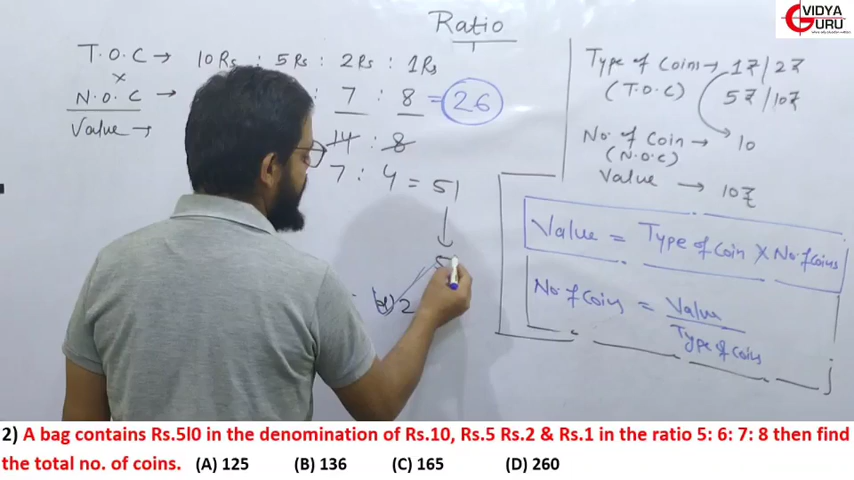 VIDYA
GURU
Ratio
T.O.C → 10 Rs : 5 Rs : 2 Rs : 1 Rs
×
N.O.C → : 7 : 8 = 26
Value →
14 : 8
7 : 4 = 51
↓
5
2
Type of Coins → 1₹/2₹
(T.O.C) 5₹/10₹
No. of Coin → 10
(N.O.C)
Value → 10₹
Value = Type of Coin × No. of coins
No. of Coin = Value
Type of Coins
2) A bag contains Rs.5l0 in the denomination of Rs.10, Rs.5 Rs.2 & Rs.1 in the ratio 5: 6: 7: 8 then find
the total no. of coins. (A) 125 (B) 136 (C) 165 (D) 260